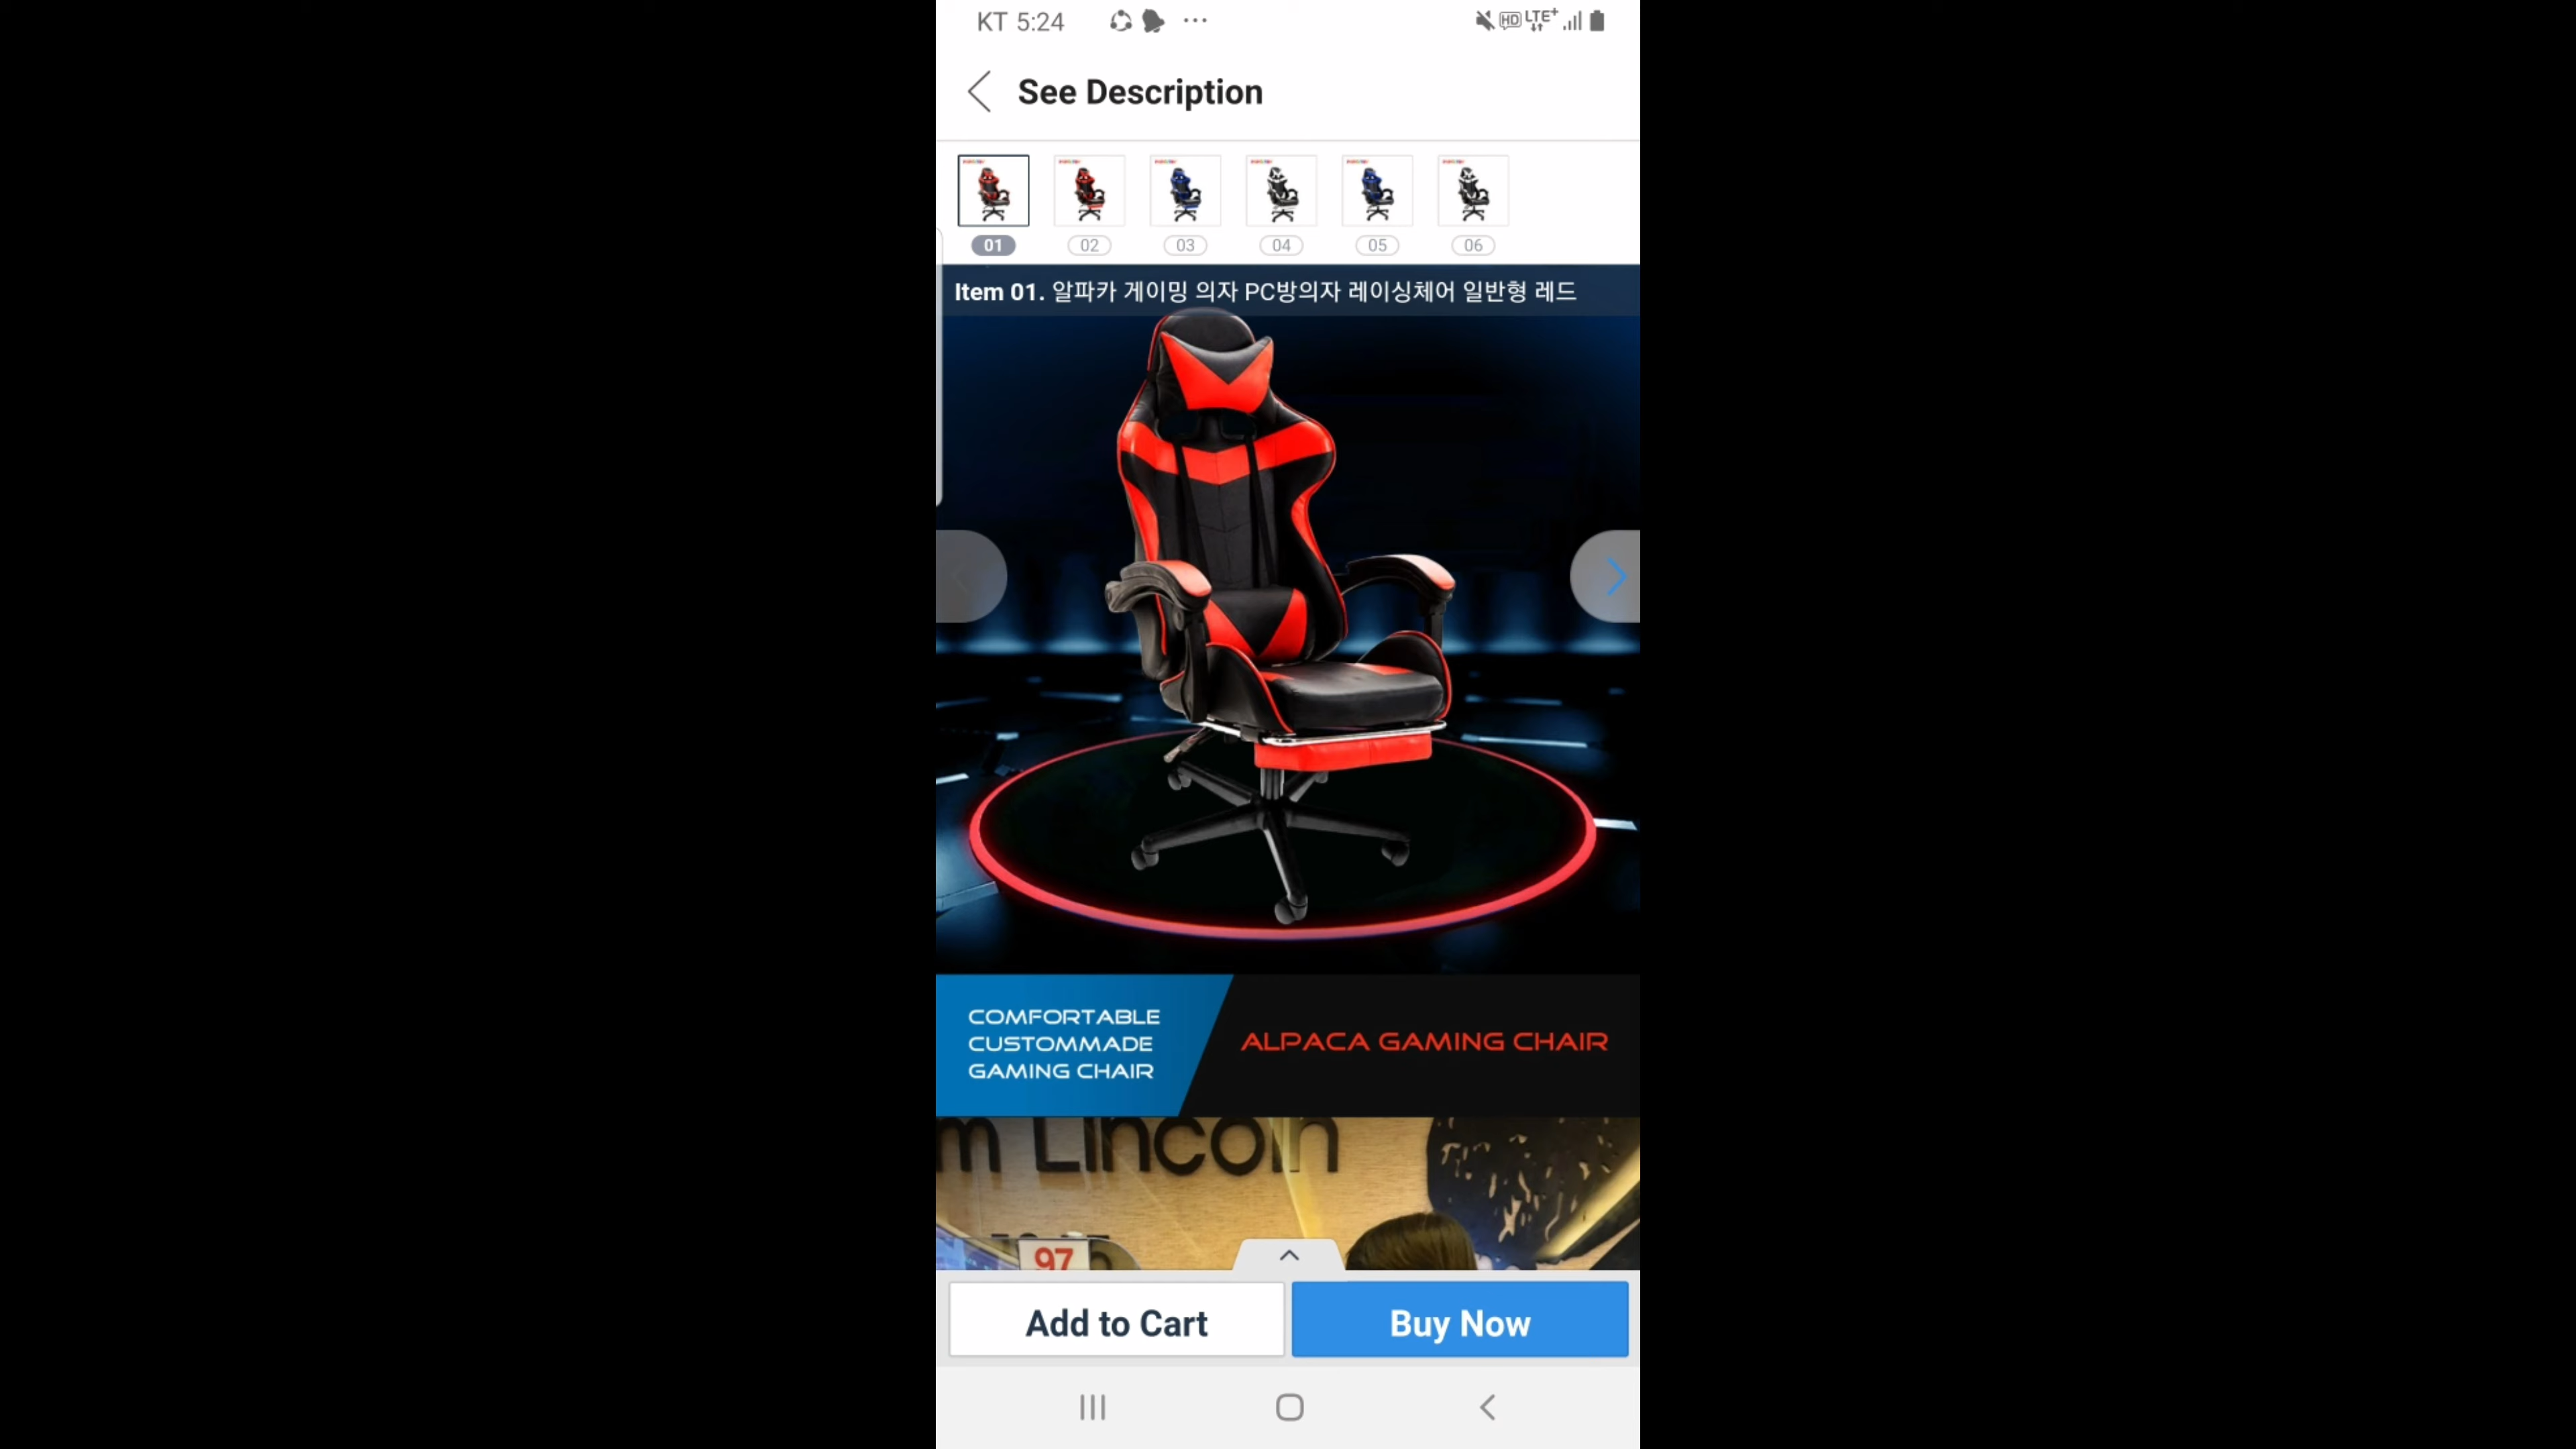 KT 5:24
HD LTE+
See Description
01 02 03 04 05 06
Item 01. 알파카 게이밍 의자 PC방의자 레이싱체어 일반형 레드
COMFORTABLE
CUSTOMMADE
GAMING CHAIR
ALPACA GAMING CHAIR
m Lincoln
97
Add to Cart
Buy Now